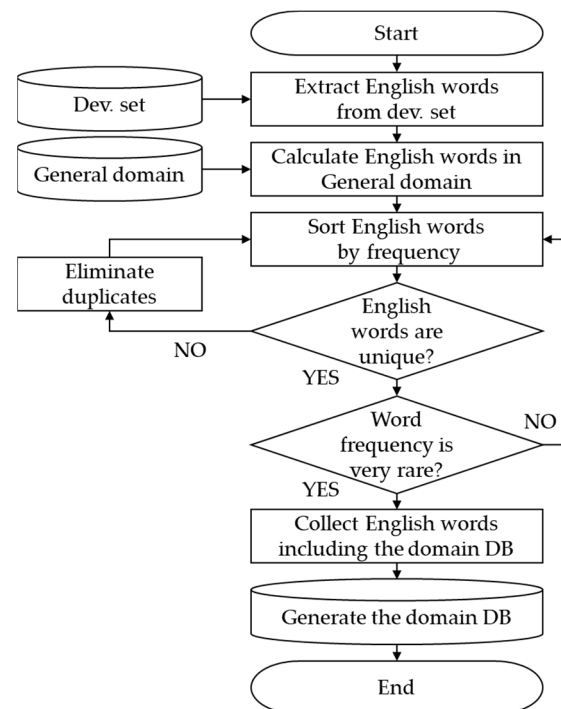 Start
Dev. set
Extract English words
from dev. set
General domain
Calculate English words in
General domain
Sort English words
by frequency
Eliminate
duplicates
English
words are
unique?
NO
YES
Word
frequency is
very rare?
NO
YES
Collect English words
including the domain DB
Generate the domain DB
End